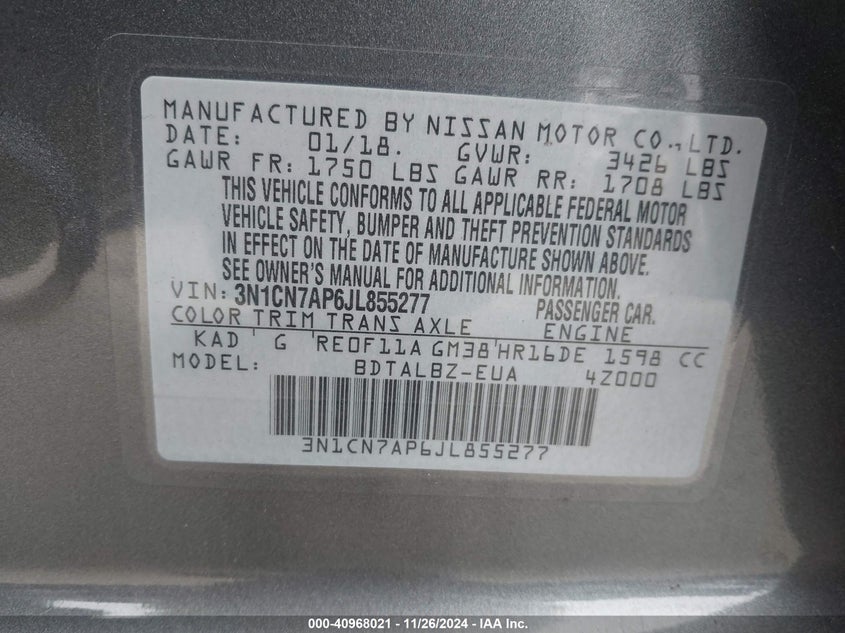 MANUFACTURED BY NISSAN MOTOR CO., LTD.
DATE: 01/18. GVWR: 3426 LBS
GAWR FR: 1750 LBS GAWR RR: 1708 LBS
THIS VEHICLE CONFORMS TO ALL APPLICABLE FEDERAL MOTOR
VEHICLE SAFETY, BUMPER AND THEFT PREVENTION STANDARDS
IN EFFECT ON THE DATE OF MANUFACTURE SHOWN ABOVE.
SEE OWNER'S MANUAL FOR ADDITIONAL INFORMATION.
VIN: 3N1CN7AP6JL855277 PASSENGER CAR.
COLOR TRIM TRANS AXLE ENGINE
KAD ' G 'RE0F11A GM38'HR16DE 1598 CC
MODEL: BDTALBZ-EUA 4Z000
3N1CN7AP6JL855277
000-40968021 - 11/26/2024 - IAA Inc.